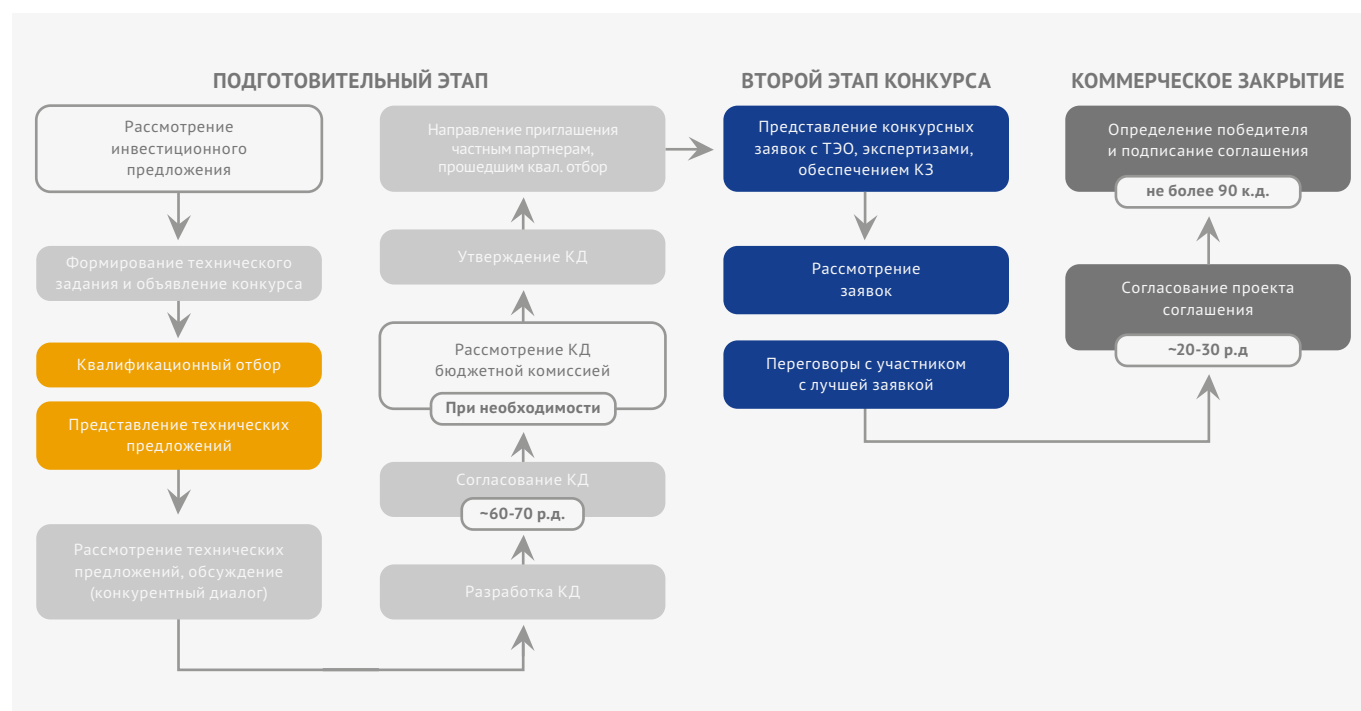 ПОДГОТОВИТЕЛЬНЫЙ ЭТАП
Рассмотрение
инвестиционного
предложения
Формирование технического
задания и объявление конкурса
Квалификационный отбор
Представление технических
предложений
Рассмотрение технических
предложений, обсуждение
(конкурентный диалог)
Направление приглашения
частным партнерам,
прошедшим квал. отбор
Утверждение КД
Рассмотрение КД
бюджетной комиссией
При необходимости
Согласование КД
~60-70 р.д.
Разработка КД
ВТОРОЙ ЭТАП КОНКУРСА
Представление конкурсных
заявок с ТЭО, экспертизами,
обеспечением КЗ
Рассмотрение
заявок
Переговоры с участником
с лучшей заявкой
КОММЕРЧЕСКОЕ ЗАКРЫТИЕ
Определение победителя
и подписание соглашения
не более 90 к.д.
Согласование проекта
соглашения
~20-30 р.д